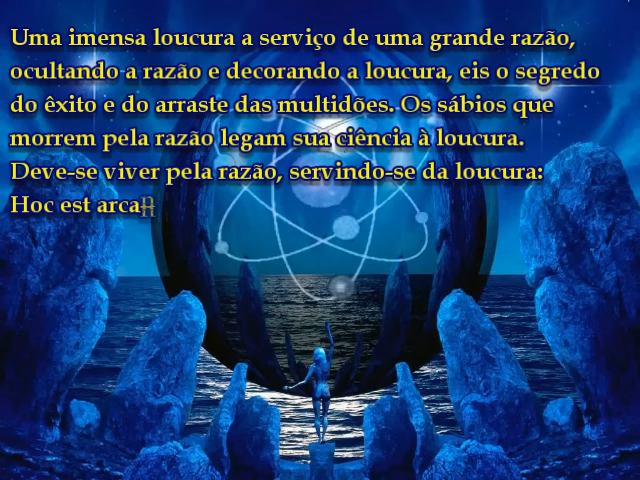 Uma imensa loucura a serviço de uma grande razão,
ocultando a razão e decorando a loucura, eis o segredo
do êxito e do arraste das multidões. Os sábios que
morrem pela razão legam sua ciência à loucura.
Deve-se viver pela razão, servindo-se da loucura:
Hoc est